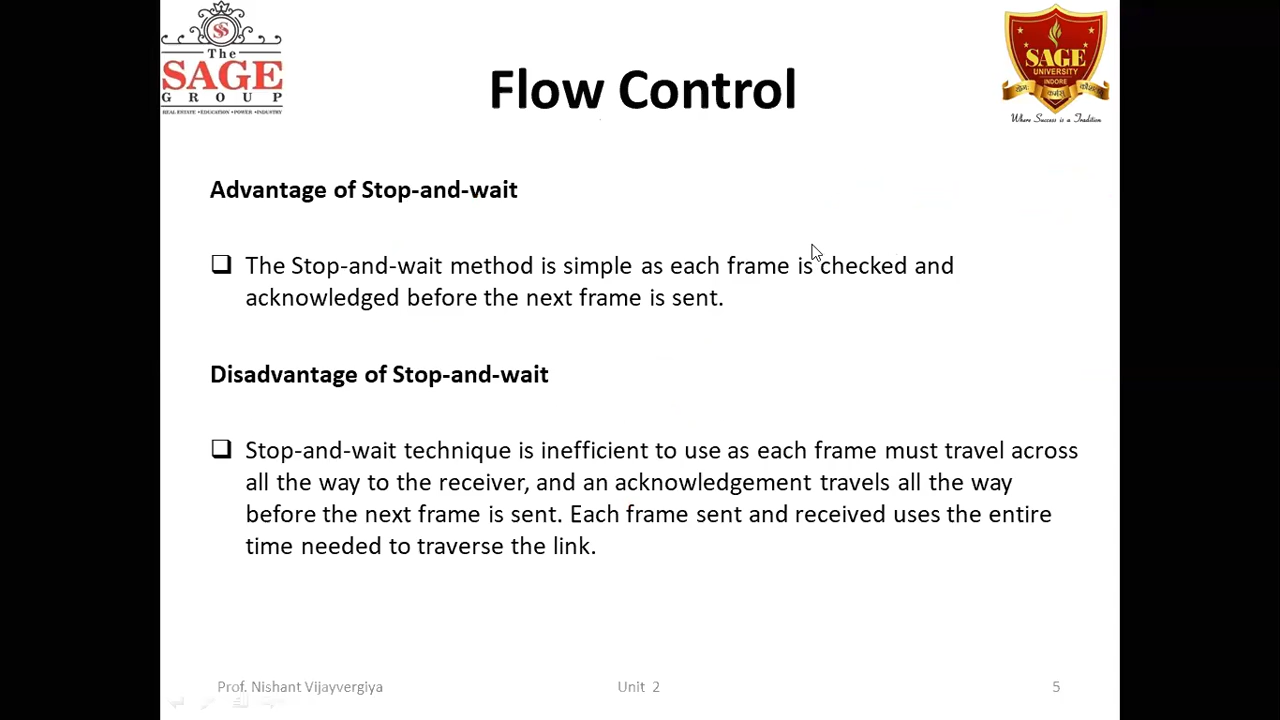 The
SAGE
GROUP
REAL ESTATE •EDUCATION •POWER •INDUSTRY
Flow Control
SAGE
UNIVERSITY
INDORE
Where Success is a Tradition
Advantage of Stop-and-wait
❑ The Stop-and-wait method is simple as each frame is checked and
acknowledged before the next frame is sent.
Disadvantage of Stop-and-wait
❑ Stop-and-wait technique is inefficient to use as each frame must travel across
all the way to the receiver, and an acknowledgement travels all the way
before the next frame is sent. Each frame sent and received uses the entire
time needed to traverse the link.
Prof. Nishant Vijayvergiya
Unit 2
5